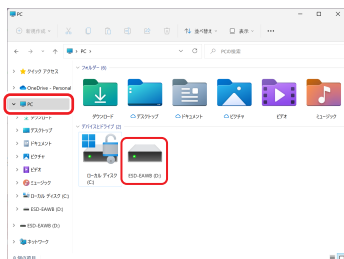 PC
新規作成
並べ替え
表示
PC
PCの検索
クイック アクセス
OneDrive - Personal
PC
ダウンロード
デスクトップ
ドキュメント
ピクチャ
ビデオ
ミュージック
ローカル ディスク (C:)
ESD-EAWB (D:)
ESD-EAWB (D:)
ネットワーク
フォルダー (6)
ダウンロード
デスクトップ
ドキュメント
ピクチャ
ビデオ
ミュージック
デバイスとドライブ (2)
ローカル ディスク
(C:)
ESD-EAWB (D:)
8 個の項目